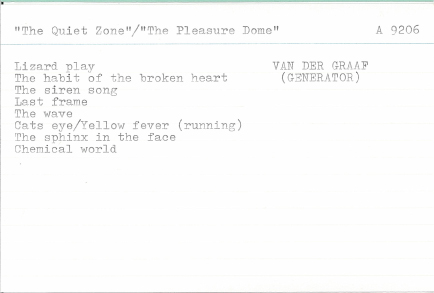 "The Quiet Zone"/"The Pleasure Dome" A 9206
Lizard play VAN DER GRAAF
The habit of the broken heart (GENERATOR)
The siren song
Last frame
The wave
Cats eye/Yellow fever (running)
The sphinx in the face
Chemical world